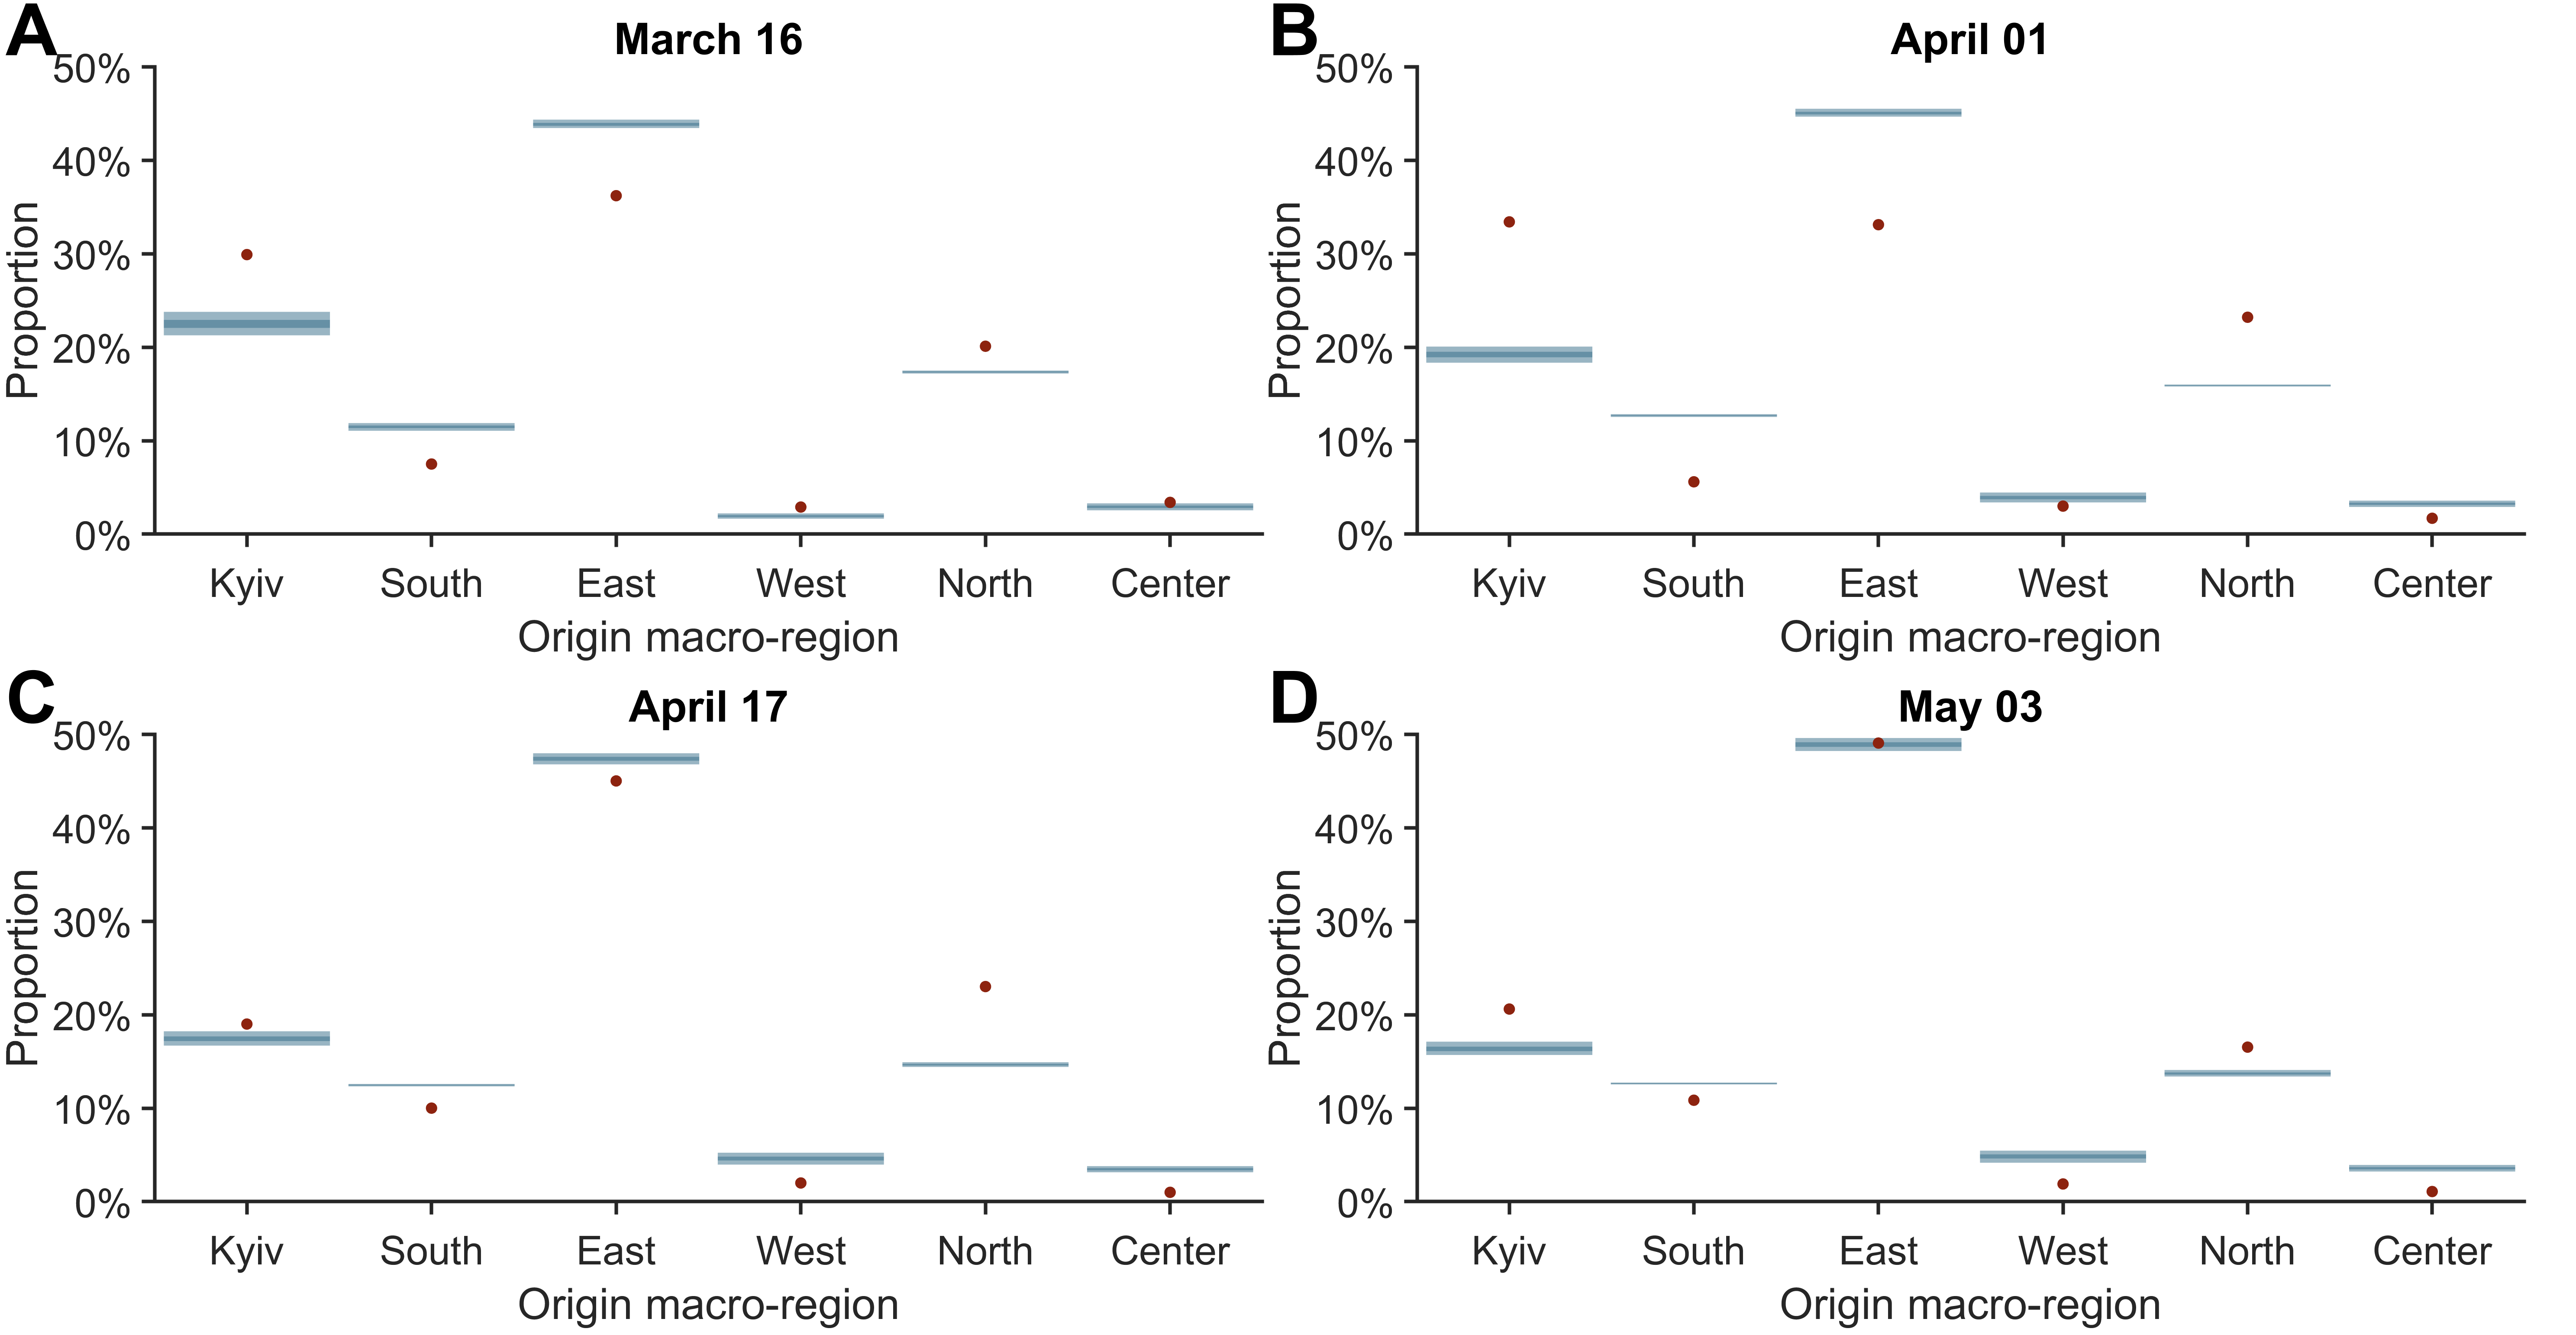 A
March 16
50%
40%
30%
20%
10%
0%
Proportion
Kyiv South East West North Center
Origin macro-region
B
April 01
50%
40%
30%
20%
10%
0%
Proportion
Kyiv South East West North Center
Origin macro-region
C
April 17
50%
40%
30%
20%
10%
0%
Proportion
Kyiv South East West North Center
Origin macro-region
D
May 03
50%
40%
30%
20%
10%
0%
Proportion
Kyiv South East West North Center
Origin macro-region